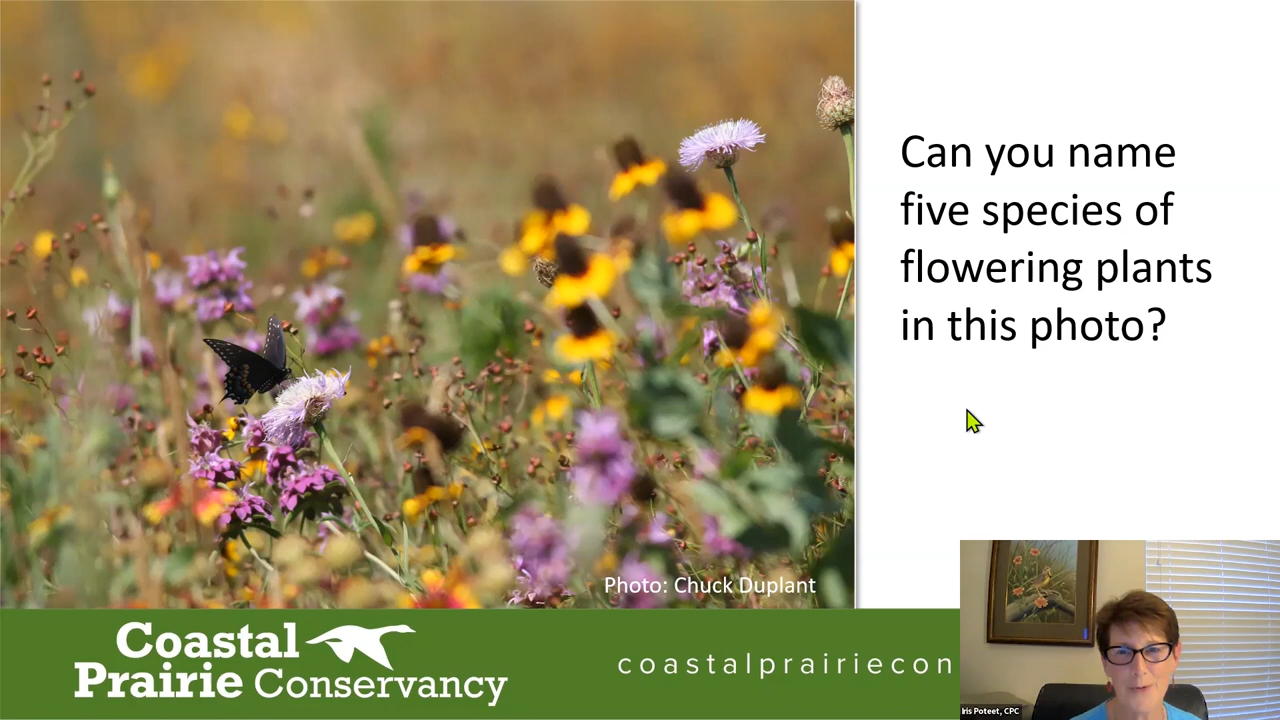 Can you name
five species of
flowering plants
in this photo?
Photo: Chuck Duplant
Coastal
Prairie Conservancy
coastalprairiecon
Iris Poteet, CPC